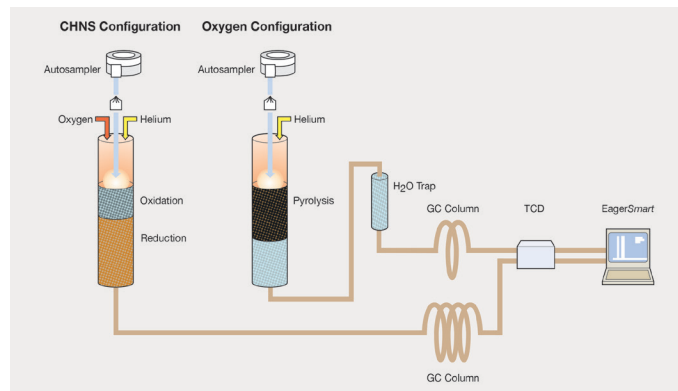 CHNS Configuration
Oxygen Configuration
Autosampler
Autosampler
Oxygen
Helium
Helium
H2O Trap
Oxidation
Pyrolysis
GC Column
TCD
EagerSmart
Reduction
GC Column